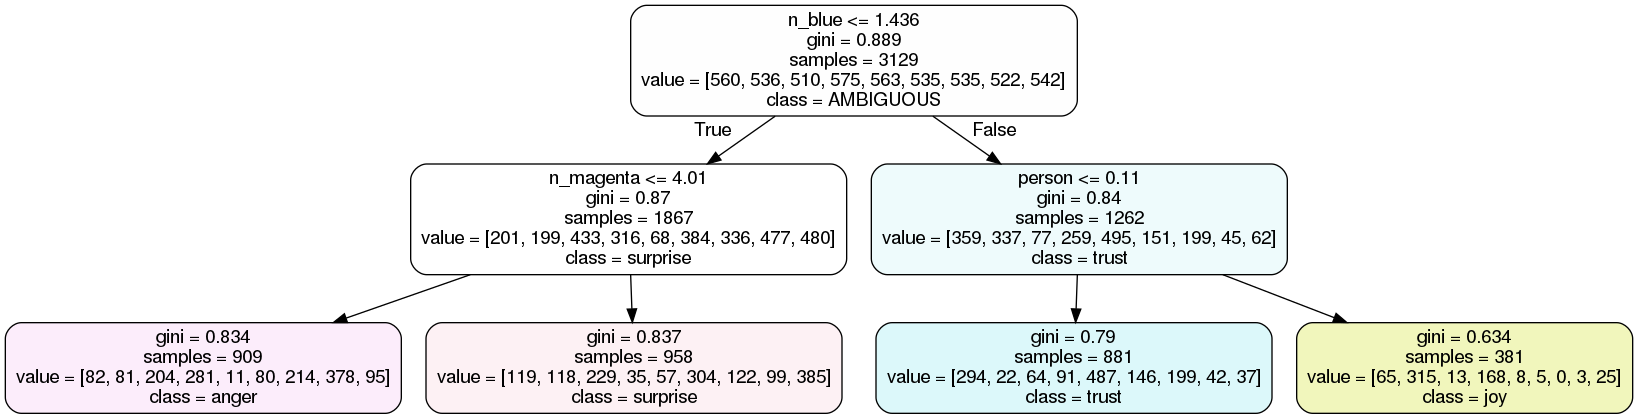 n_blue <= 1.436
gini = 0.889
samples = 3129
value = [560, 536, 510, 575, 563, 535, 535, 522, 542]
class = AMBIGUOUS
True
False
n_magenta <= 4.01
gini = 0.87
samples = 1867
value = [201, 199, 433, 316, 68, 384, 336, 477, 480]
class = surprise
person <= 0.11
gini = 0.84
samples = 1262
value = [359, 337, 77, 259, 495, 151, 199, 45, 62]
class = trust
gini = 0.834
samples = 909
value = [82, 81, 204, 281, 11, 80, 214, 378, 95]
class = anger
gini = 0.837
samples = 958
value = [119, 118, 229, 35, 57, 304, 122, 99, 385]
class = surprise
gini = 0.79
samples = 881
value = [294, 22, 64, 91, 487, 146, 199, 42, 37]
class = trust
gini = 0.634
samples = 381
value = [65, 315, 13, 168, 8, 5, 0, 3, 25]
class = joy